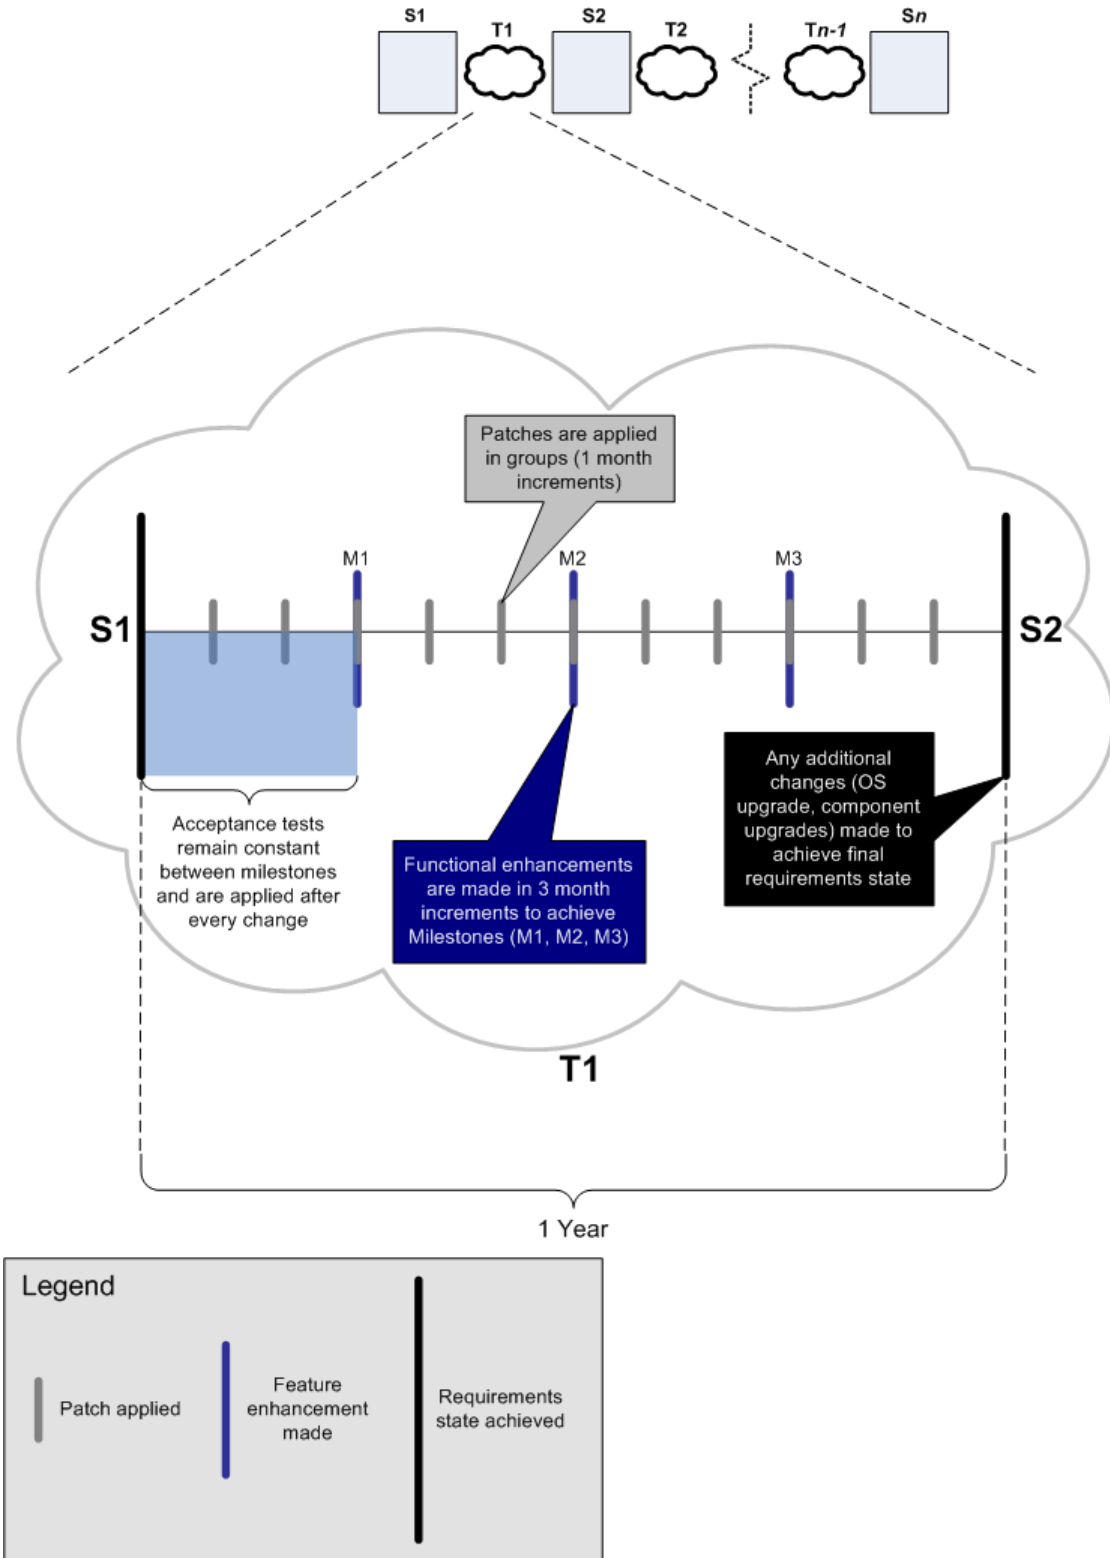 S1
T1
S2
T2
Tn-1
Sn
Patches are applied
in groups (1 month
increments)
M1
M2
M3
S1
S2
Acceptance tests
remain constant
between milestones
and are applied after
every change
Functional enhancements
are made in 3 month
increments to achieve
Milestones (M1, M2, M3)
Any additional
changes (OS
upgrade, component
upgrades) made to
achieve final
requirements state
T1
1 Year
Legend
Patch applied
Feature
enhancement
made
Requirements
state achieved